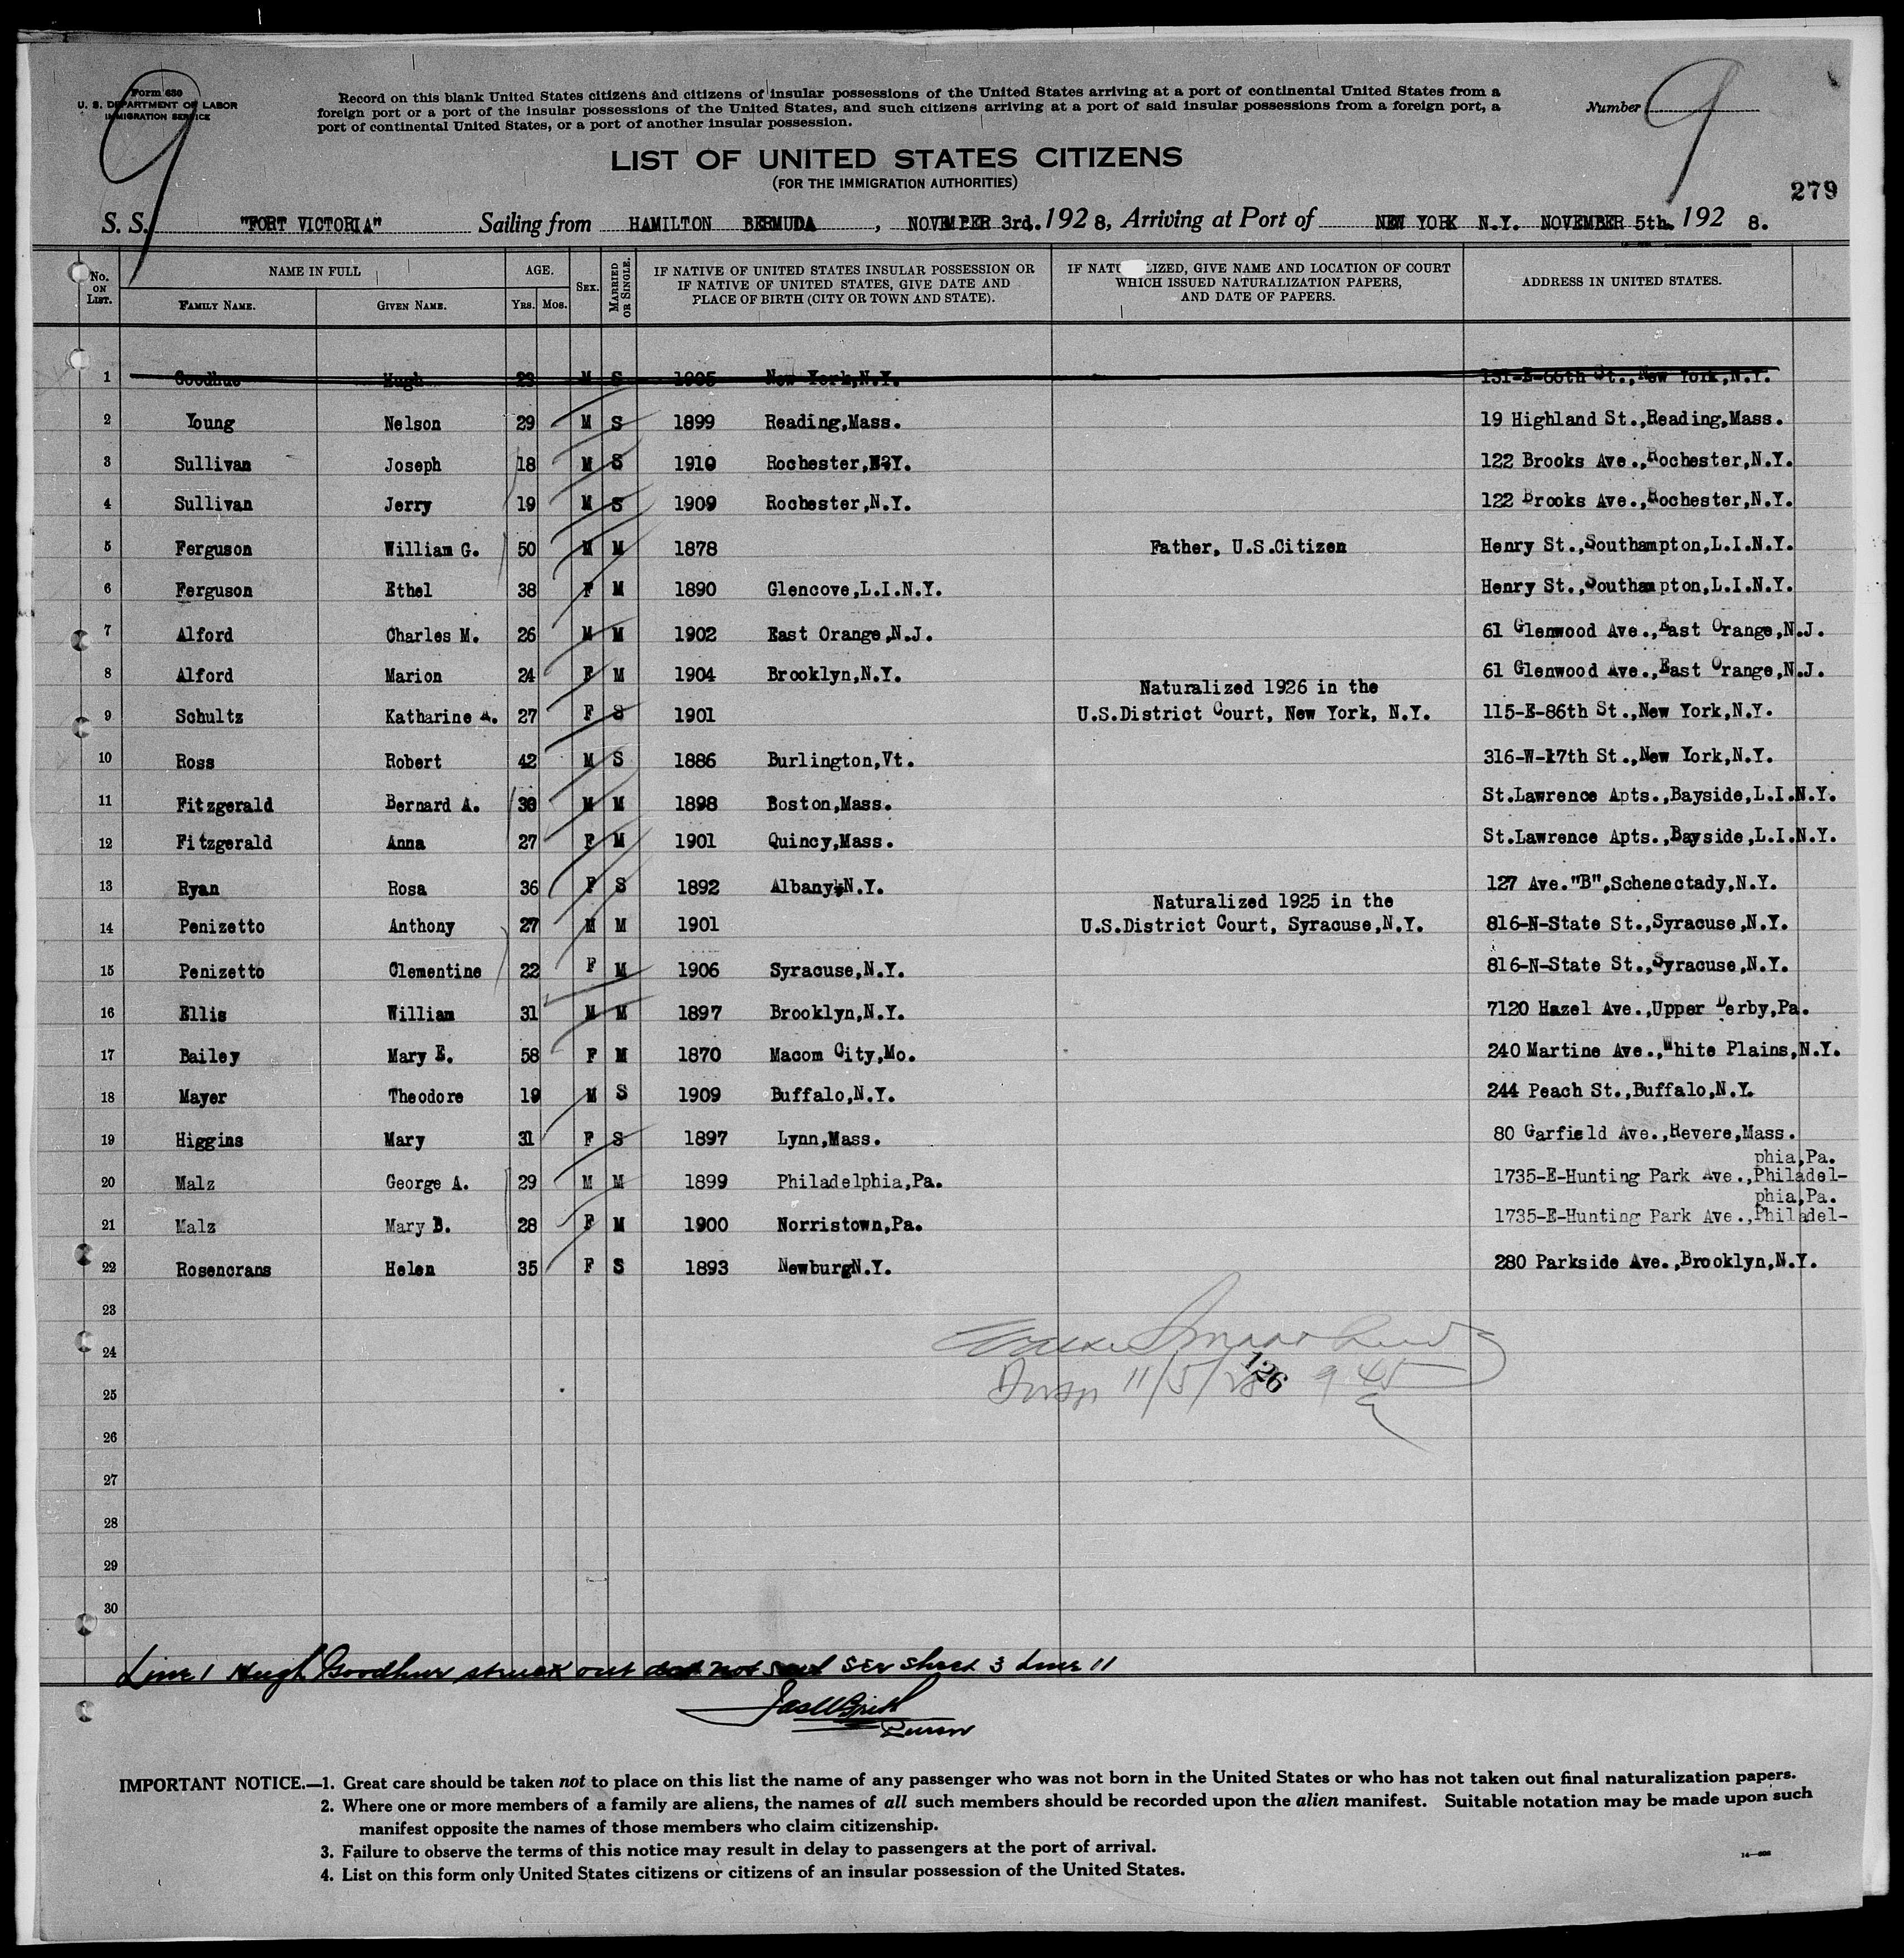 9
9
Form 630
U. S. DEPARTMENT OF LABOR
IMMIGRATION SERVICE
Record on this blank United States citizens and citizens of insular possessions of the United States arriving at a port of continental United States from a
foreign port or a port of the insular possessions of the United States, and such citizens arriving at a port of said insular possessions from a foreign port, a
port of continental United States, or a port of another insular possession.
Number
LIST OF UNITED STATES CITIZENS
(FOR THE IMMIGRATION AUTHORITIES)
279
S. S. "FORT VICTORIA" Sailing from HAMILTON BERMUDA, NOVEMBER 3rd. 1928, Arriving at Port of NEW YORK N.Y. NOVEMBER 5th. 1928.
No. ON LIST.
NAME IN FULL
FAMILY NAME. GIVEN NAME.
AGE.
Yrs. Mos.
SEX.
MARRIED OR SINGLE.
IF NATIVE OF UNITED STATES INSULAR POSSESSION OR
IF NATIVE OF UNITED STATES, GIVE DATE AND
PLACE OF BIRTH (CITY OR TOWN AND STATE).
IF NATURALIZED, GIVE NAME AND LOCATION OF COURT
WHICH ISSUED NATURALIZATION PAPERS,
AND DATE OF PAPERS.
ADDRESS IN UNITED STATES.
1 Goodhue Hugh 23 M S 1905 New York,N.Y. 131-E-66th St.,New York,N.Y.
2 Young Nelson 29 M S 1899 Reading,Mass. 19 Highland St.,Reading,Mass.
3 Sullivan Joseph 18 M S 1910 Rochester,N.Y. 122 Brooks Ave.,Rochester,N.Y.
4 Sullivan Jerry 19 M S 1909 Rochester,N.Y. 122 Brooks Ave.,Rochester,N.Y.
5 Ferguson William G. 50 M M 1878 Father, U.S.Citizen Henry St.,Southampton,L.I.N.Y.
6 Ferguson Ethel 38 F M 1890 Glencove,L.I.N.Y. Henry St.,Southampton,L.I.N.Y.
7 Alford Charles M. 26 M M 1902 East Orange,N.J. 61 Glenwood Ave.,East Orange,N.J.
8 Alford Marion 24 F M 1904 Brooklyn,N.Y. 61 Glenwood Ave.,East Orange,N.J.
Naturalized 1926 in the
9 Schultz Katharine A. 27 F S 1901 U.S.District Court, New York, N.Y. 115-E-86th St.,New York,N.Y.
10 Ross Robert 42 M S 1886 Burlington,Vt. 316-W-17th St.,New York,N.Y.
11 Fitzgerald Bernard A. 30 M M 1898 Boston,Mass. St.Lawrence Apts.,Bayside,L.I.N.Y.
12 Fitzgerald Anna 27 F M 1901 Quincy,Mass. St.Lawrence Apts.,Bayside,L.I.N.Y.
13 Ryan Rosa 36 F S 1892 Albany,N.Y. 127 Ave."B",Schenectady,N.Y.
Naturalized 1925 in the
14 Penizetto Anthony 27 M M 1901 U.S.District Court, Syracuse,N.Y. 816-N-State St.,Syracuse,N.Y.
15 Penizetto Clementine 22 F M 1906 Syracuse,N.Y. 816-N-State St.,Syracuse,N.Y.
16 Ellis William 31 M M 1897 Brooklyn,N.Y. 7120 Hazel Ave.,Upper Derby,Pa.
17 Bailey Mary E. 58 F M 1870 Macom City,Mo. 240 Martine Ave.,White Plains,N.Y.
18 Mayer Theodore 19 M S 1909 Buffalo,N.Y. 244 Peach St.,Buffalo,N.Y.
19 Higgins Mary 31 F S 1897 Lynn,Mass. 80 Garfield Ave.,Revere,Mass.
phia,Pa.
20 Malz George A. 29 M M 1899 Philadelphia,Pa. 1735-E-Hunting Park Ave.,Philadel-
phia,Pa.
21 Malz Mary B. 28 F M 1900 Norristown,Pa. 1735-E-Hunting Park Ave.,Philadel-
22 Rosencrans Helen 35 F S 1893 NewburgN.Y. 280 Parkside Ave.,Brooklyn,N.Y.
23
24
25
26
27
28
29
30
11/5/28 9 45
126
Line 1 Hugh Goodhue struck out see sheet 3 Line 11
IMPORTANT NOTICE.—1. Great care should be taken not to place on this list the name of any passenger who was not born in the United States or who has not taken out final naturalization papers.
2. Where one or more members of a family are aliens, the names of all such members should be recorded upon the alien manifest. Suitable notation may be made upon such
manifest opposite the names of those members who claim citizenship.
3. Failure to observe the terms of this notice may result in delay to passengers at the port of arrival.
4. List on this form only United States citizens or citizens of an insular possession of the United States.